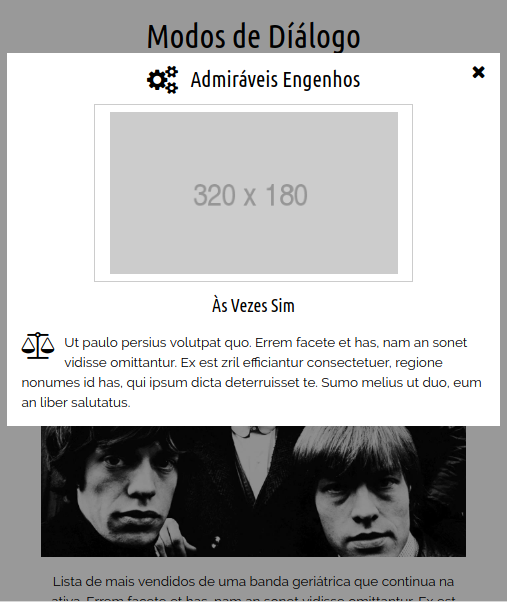 Modos de Díálogo
Admiráveis Engenhos
320 x 180
Às Vezes Sim
Ut paulo persius volutpat quo. Errem facete et has, nam an sonet
vidisse omittantur. Ex est zril efficiantur consectetuer, regione
nonumes id has, qui ipsum dicta deterruisset te. Sumo melius ut duo, eum
an liber salutatus.
Lista de mais vendidos de uma banda geriátrica que continua na
ativa. Errem facete et has, nam an sonet vidisse omittantur. Ex est